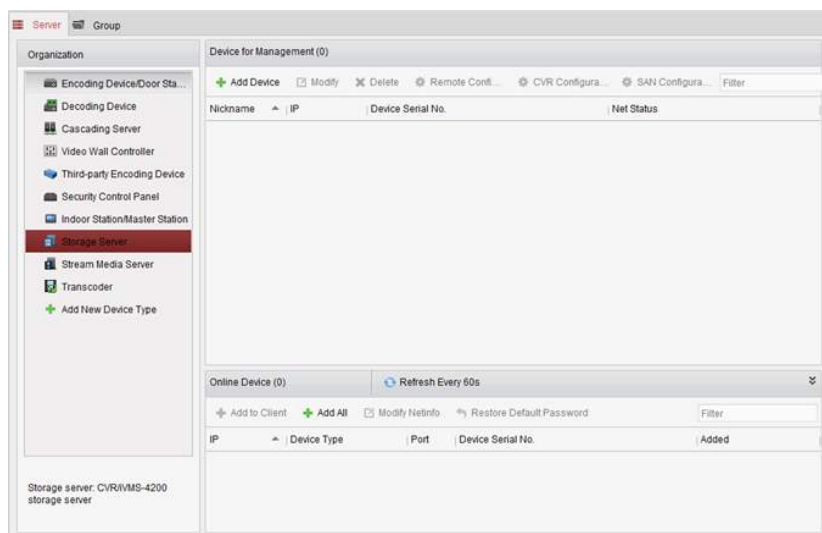 Server Group
Organization
Encoding Device/Door Sta...
Decoding Device
Cascading Server
Video Wall Controller
Third-party Encoding Device
Security Control Panel
Indoor Station/Master Station
Storage Server
Stream Media Server
Transcoder
Add New Device Type
Storage server: CVR/iVMS-4200
storage server
Device for Management (0)
Add Device Modify Delete Remote Confi... CVR Configura... SAN Configura... Filter
Nickname IP Device Serial No. Net Status
Online Device (0) Refresh Every 60s
Add to Client Add All Modify Netinfo Restore Default Password Filter
IP Device Type Port Device Serial No. Added